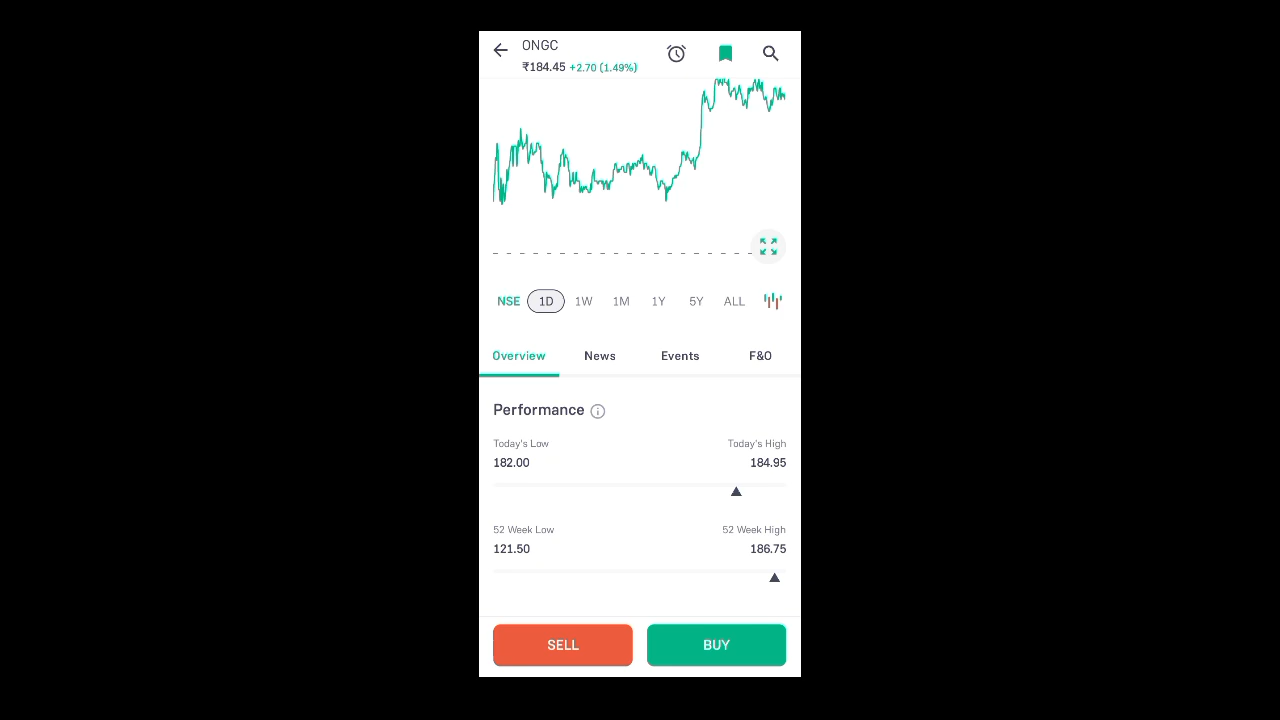 ONGC
₹184.45 +2.70 (1.49%)
NSE 1D 1W 1M 1Y 5Y ALL
Overview News Events F&O
Performance
Today's Low Today's High
182.00 184.95
52 Week Low 52 Week High
121.50 186.75
SELL BUY